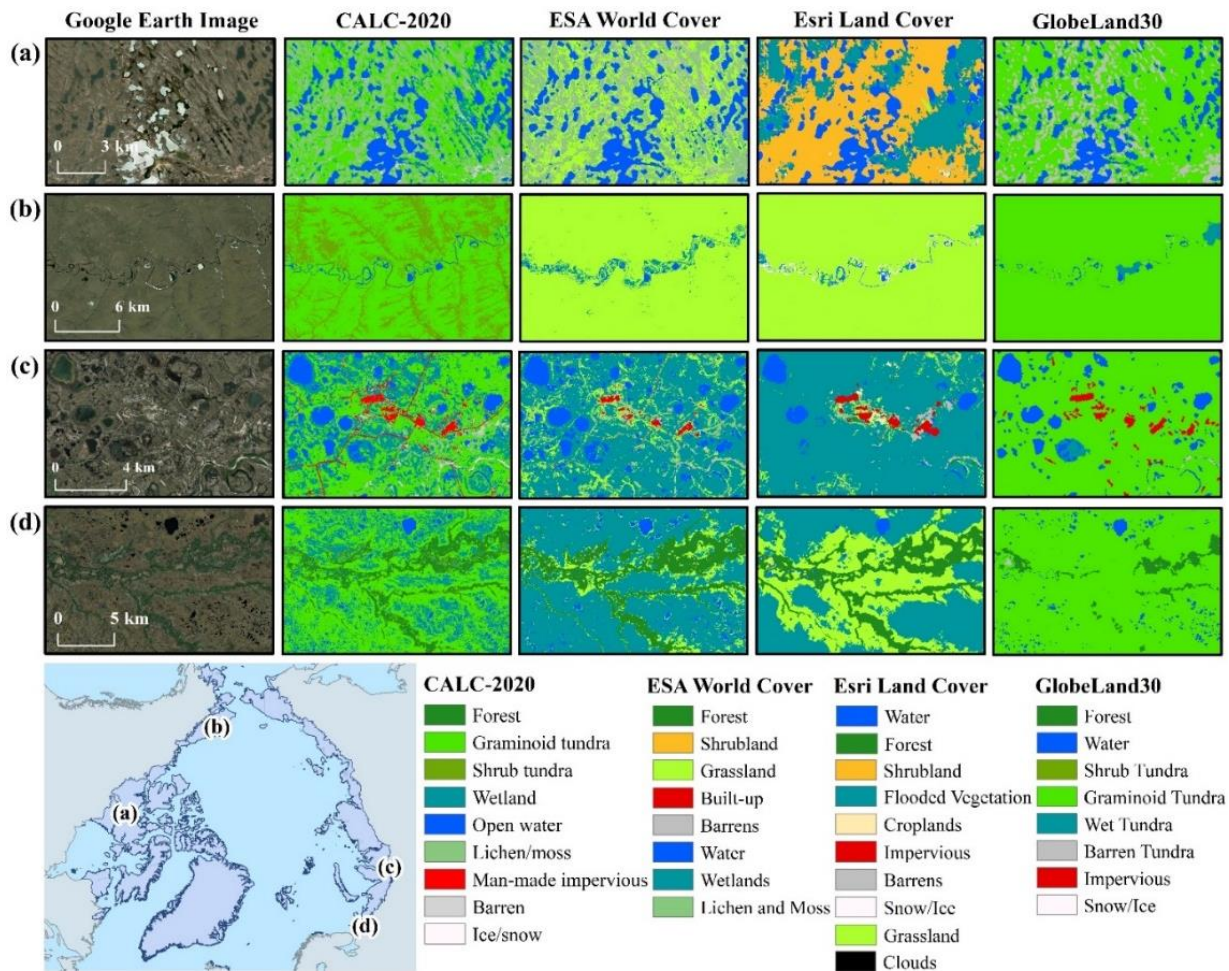 Google Earth Image CALC-2020 ESA World Cover Esri Land Cover GlobeLand30
(a)
0 3 km
(b)
0 6 km
(c)
0 4 km
(d)
0 5 km
(b)
(a)
(c)
(d)
CALC-2020
Forest
Graminoid tundra
Shrub tundra
Wetland
Open water
Lichen/moss
Man-made impervious
Barren
Ice/snow
ESA World Cover
Forest
Shrubland
Grassland
Built-up
Barrens
Water
Wetlands
Lichen and Moss
Esri Land Cover
Water
Forest
Shrubland
Flooded Vegetation
Croplands
Impervious
Barrens
Snow/Ice
Grassland
Clouds
GlobeLand30
Forest
Water
Shrub Tundra
Graminoid Tundra
Wet Tundra
Barren Tundra
Impervious
Snow/Ice